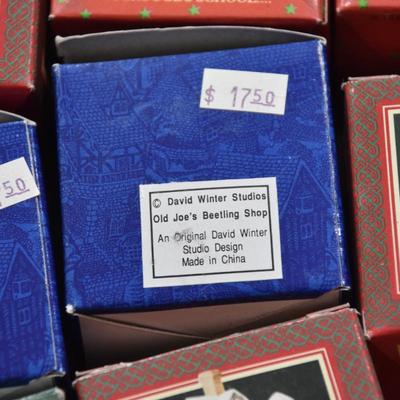 $ 17.50
.50
© David Winter Studios
Old Joe's Beetling Shop
An Original David Winter
Studio Design
Made in China